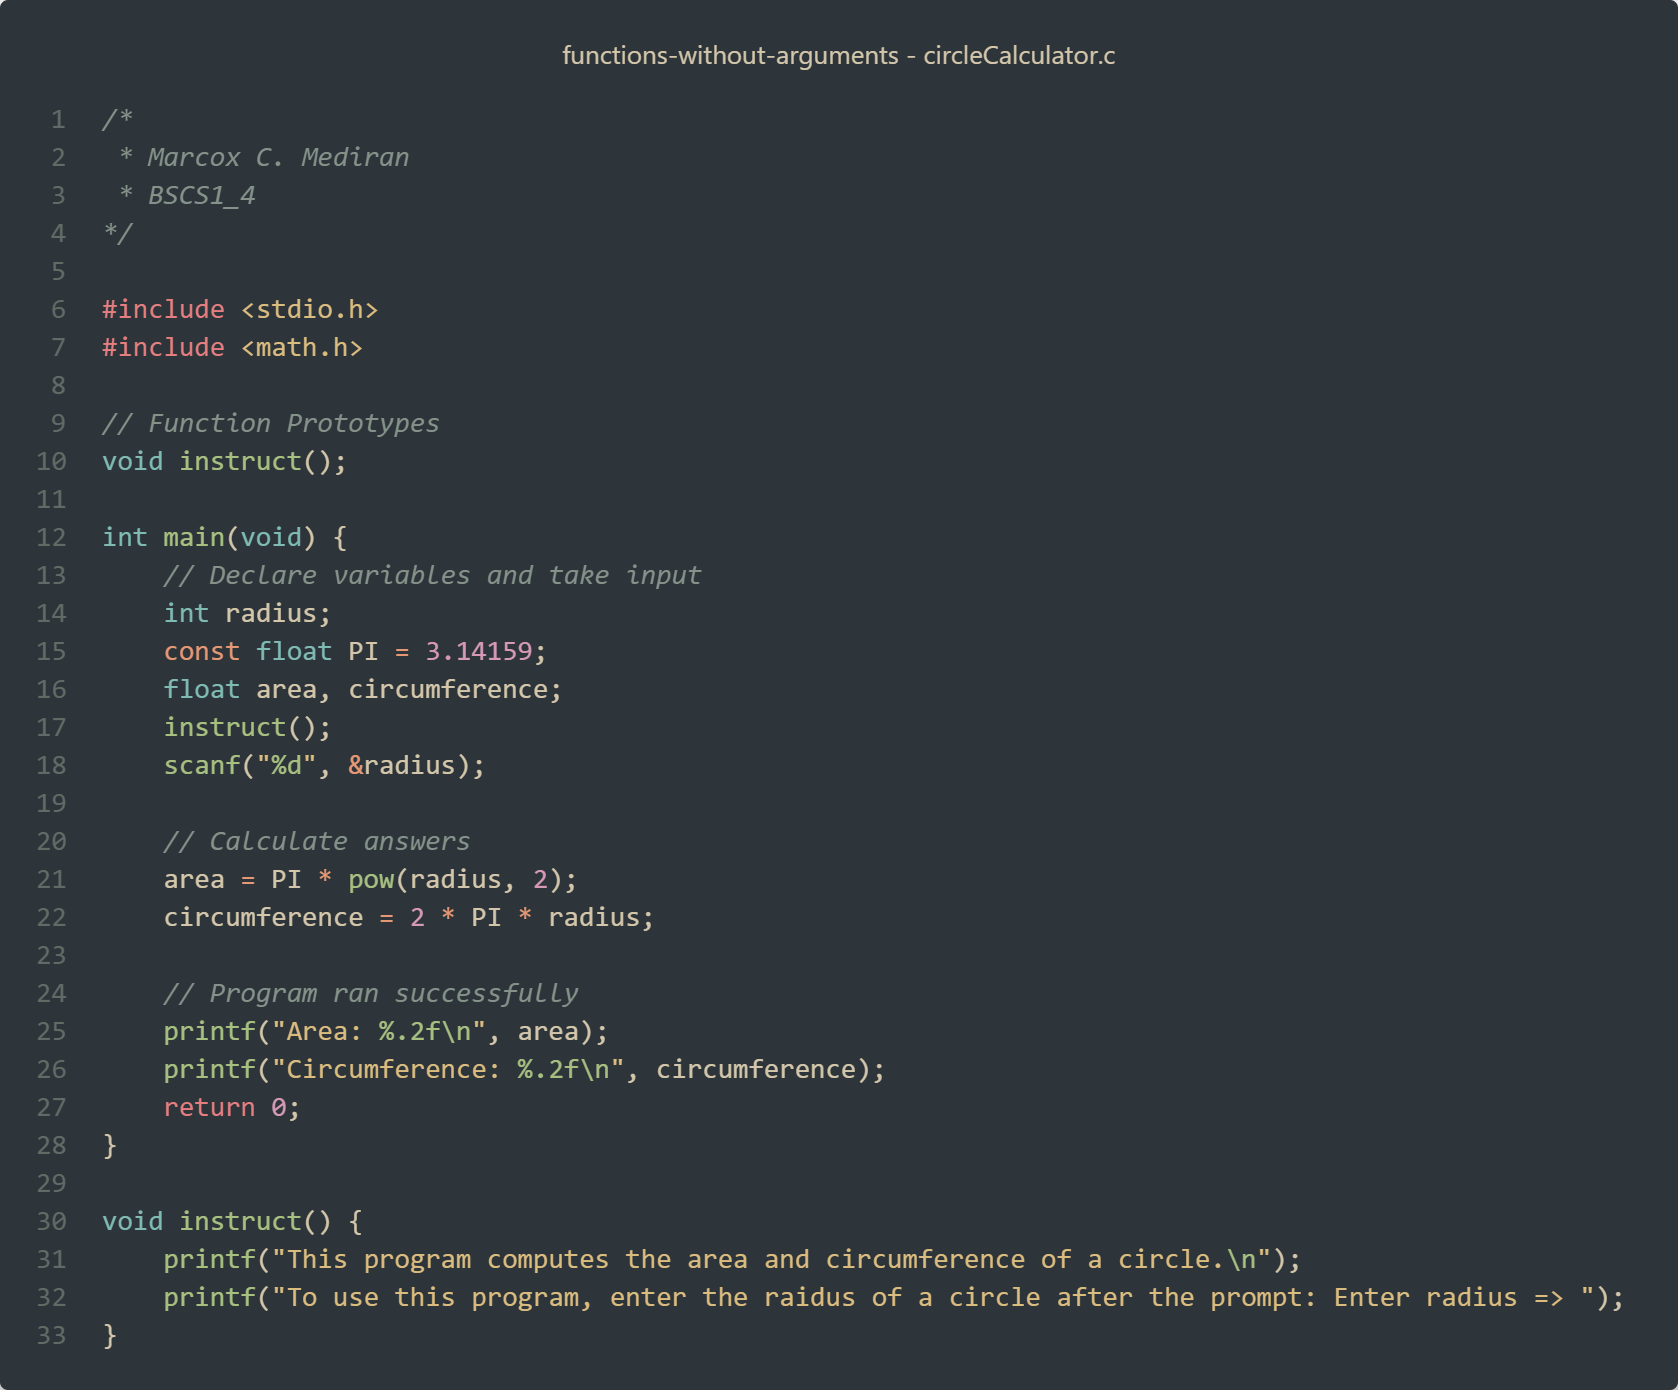 functions-without-arguments - circleCalculator.c
1 /*
2  * Marcox C. Mediran
3  * BSCS1_4
4 */
5
6 #include <stdio.h>
7 #include <math.h>
8
9 // Function Prototypes
10 void instruct();
11
12 int main(void) {
13     // Declare variables and take input
14     int radius;
15     const float PI = 3.14159;
16     float area, circumference;
17     instruct();
18     scanf("%d", &radius);
19
20     // Calculate answers
21     area = PI * pow(radius, 2);
22     circumference = 2 * PI * radius;
23
24     // Program ran successfully
25     printf("Area: %.2f\n", area);
26     printf("Circumference: %.2f\n", circumference);
27     return 0;
28 }
29
30 void instruct() {
31     printf("This program computes the area and circumference of a circle.\n");
32     printf("To use this program, enter the raidus of a circle after the prompt: Enter radius => ");
33 }